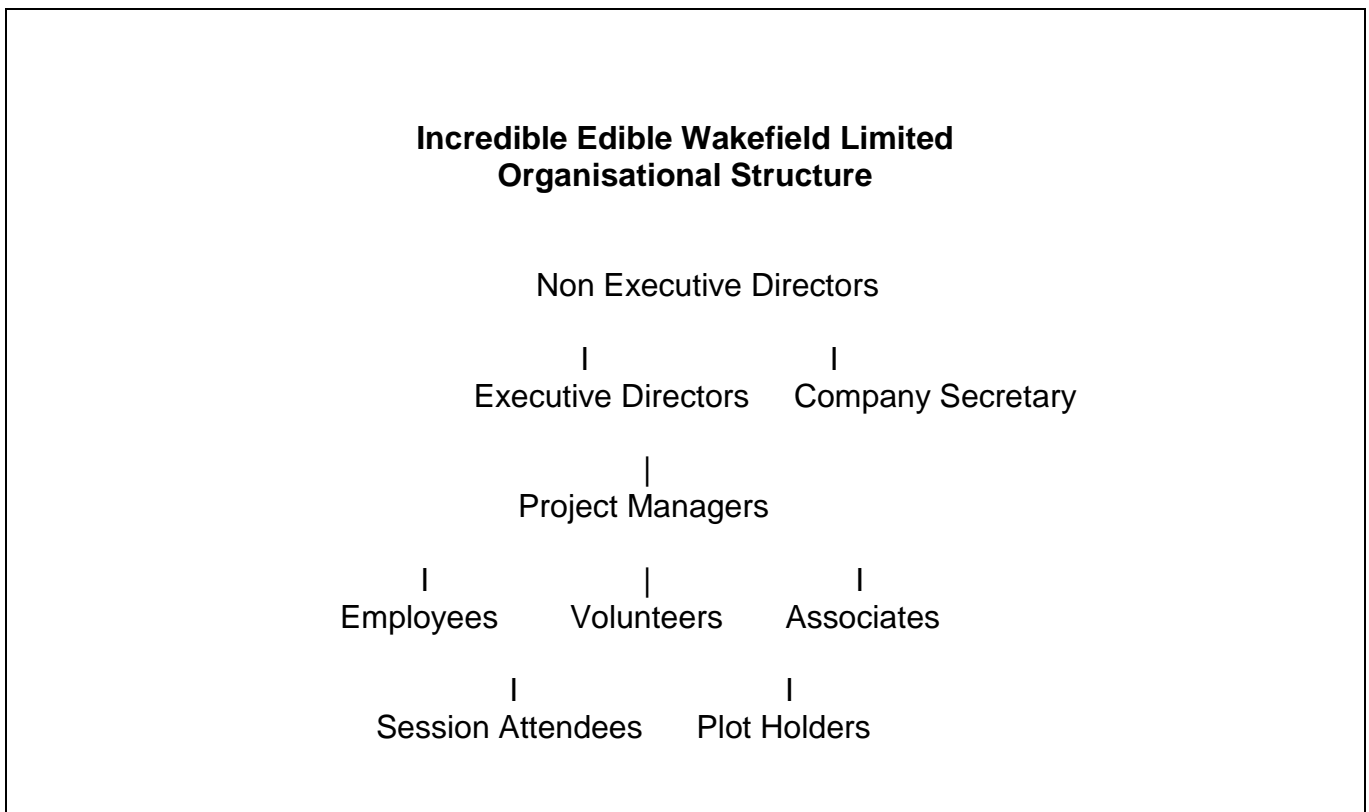 Incredible Edible Wakefield Limited
Organisational Structure
Non Executive Directors
I I
Executive Directors Company Secretary
|
Project Managers
I | I
Employees Volunteers Associates
I I
Session Attendees Plot Holders